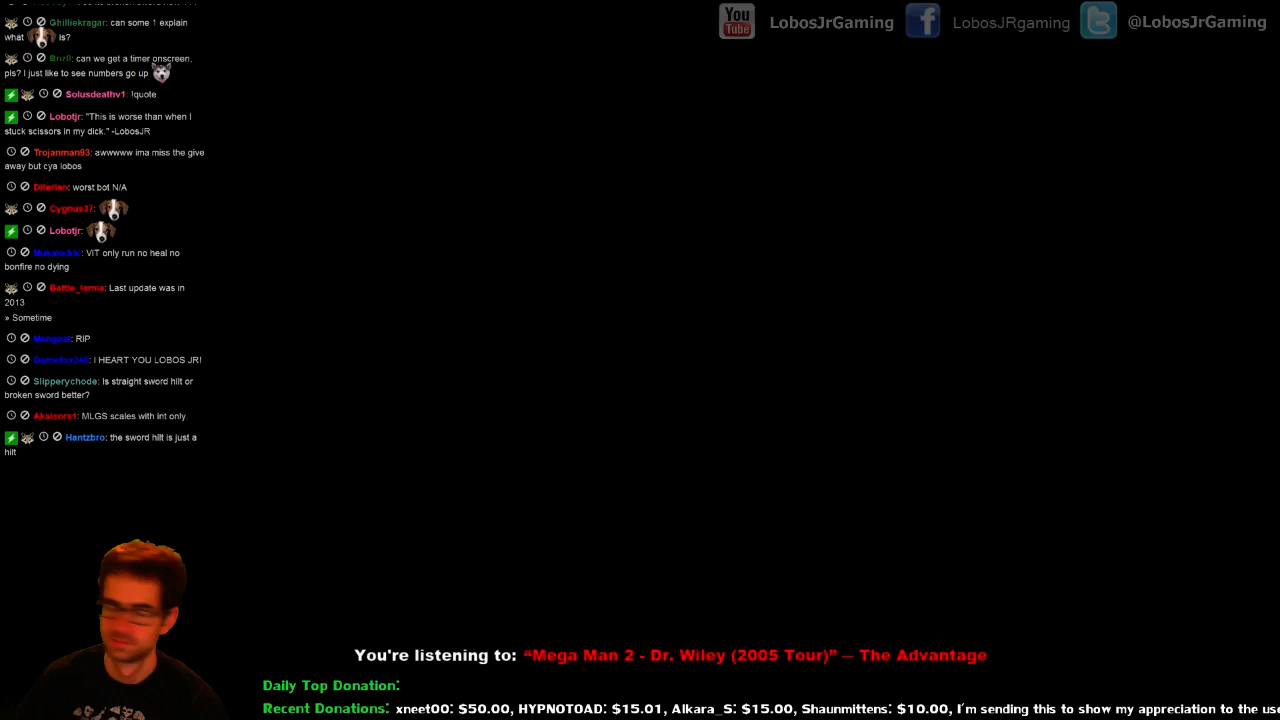 Ghilliekragar: can some 1 explain
what is?
Bnz0: can we get a timer onscreen,
pls? I just like to see numbers go up
Solusdeathv1: !quote
Lobotjr: "This is worse than when I
stuck scissors in my dick." -LobosJR
Trojanman93: awwwww ima miss the give
away but cya lobos
worst bot N/A
Cygnus37:
Lobotjr:
: VIT only run no heal no
bonfire no dying
: Last update was in
2013
» Sometime
: RIP
: I HEART YOU LOBOS JR!
Slipperychode: Is straight sword hilt or
broken sword better?
: MLGS scales with int only.
Hantzbro: the sword hilt is just a
hilt
You Tube LobosJrGaming f LobosJRgaming t @LobosJrGaming
You're listening to: “Mega Man 2 - Dr. Wiley (2005 Tour)” — The Advantage
Daily Top Donation:
Recent Donations: xneet00: $50.00, HYPNOTOAD: $15.01, Alkara_S: $15.00, Shaunmittens: $10.00, I'm sending this to show my appreciation to the use